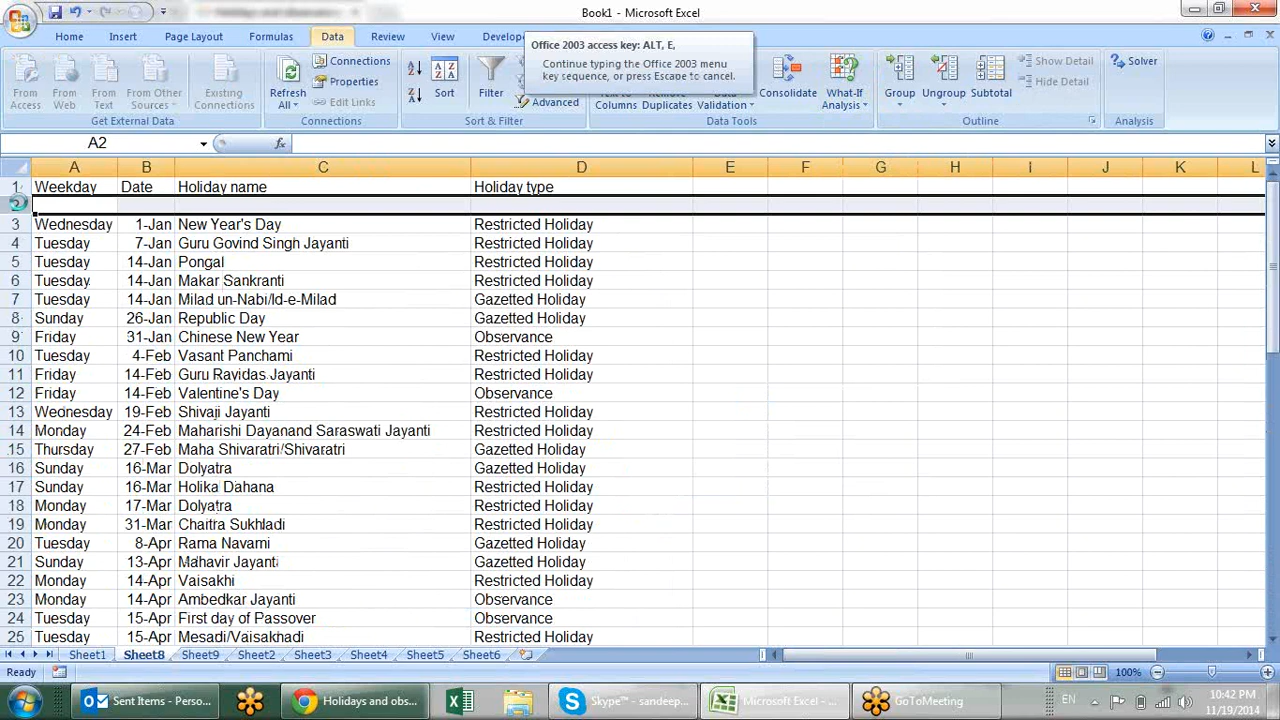 Book1 - Microsoft Excel
Home Insert Page Layout Formulas Data Review View Develop
Office 2003 access key: ALT, E,
Continue typing the Office 2003 menu
key sequence, or press Escape to cancel.
From Access
From Web
From Text
From Other Sources
Existing Connections
Get External Data
Refresh All
Connections
Properties
Edit Links
Connections
Sort
Filter
Advanced
Sort & Filter
Columns
Remove Duplicates
Data Validation
Consolidate
What-If Analysis
Data Tools
Group
Ungroup
Subtotal
Show Detail
Hide Detail
Outline
Solver
Analysis
A2 fx
A B C D E F G H I J K L
1 Weekday Date Holiday name Holiday type
3 Wednesday 1-Jan New Year's Day Restricted Holiday
4 Tuesday 7-Jan Guru Govind Singh Jayanti Restricted Holiday
5 Tuesday 14-Jan Pongal Restricted Holiday
6 Tuesday 14-Jan Makar Sankranti Restricted Holiday
7 Tuesday 14-Jan Milad un-Nabi/Id-e-Milad Gazetted Holiday
8 Sunday 26-Jan Republic Day Gazetted Holiday
9 Friday 31-Jan Chinese New Year Observance
10 Tuesday 4-Feb Vasant Panchami Restricted Holiday
11 Friday 14-Feb Guru Ravidas Jayanti Restricted Holiday
12 Friday 14-Feb Valentine's Day Observance
13 Wednesday 19-Feb Shivaji Jayanti Restricted Holiday
14 Monday 24-Feb Maharishi Dayanand Saraswati Jayanti Restricted Holiday
15 Thursday 27-Feb Maha Shivaratri/Shivaratri Gazetted Holiday
16 Sunday 16-Mar Dolyatra Gazetted Holiday
17 Sunday 16-Mar Holika Dahana Restricted Holiday
18 Monday 17-Mar Dolyatra Restricted Holiday
19 Monday 31-Mar Chaitra Sukhladi Restricted Holiday
20 Tuesday 8-Apr Rama Navami Gazetted Holiday
21 Sunday 13-Apr Mahavir Jayanti Gazetted Holiday
22 Monday 14-Apr Vaisakhi Restricted Holiday
23 Monday 14-Apr Ambedkar Jayanti Observance
24 Tuesday 15-Apr First day of Passover Observance
25 Tuesday 15-Apr Mesadi/Vaisakhadi Restricted Holiday
Sheet1 Sheet8 Sheet9 Sheet2 Sheet3 Sheet4 Sheet5 Sheet6
Ready 100%
Sent Items - Perso...
Holidays and obs...
Skype™ - sandeep...
Microsoft Excel - ...
GoToMeeting
EN
10:42 PM
11/19/2014